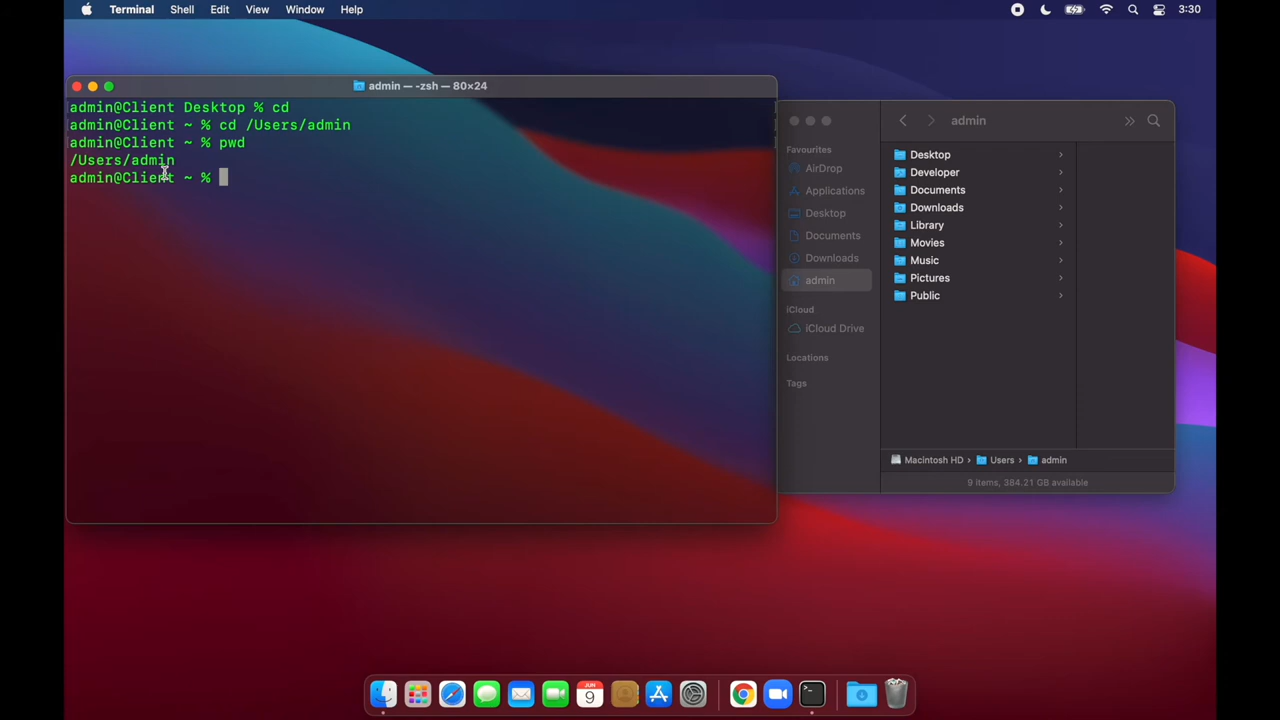 Terminal Shell Edit View Window Help 3:30
admin — -zsh — 80×24
admin@Client Desktop % cd
admin@Client ~ % cd /Users/admin
admin@Client ~ % pwd
/Users/admin
admin@Client ~ %
admin
Favourites
AirDrop
Applications
Desktop
Documents
Downloads
admin
iCloud
iCloud Drive
Locations
Tags
Desktop
Developer
Documents
Downloads
Library
Movies
Music
Pictures
Public
Macintosh HD › Users › admin
9 items, 384.21 GB available
JUN
9
>_